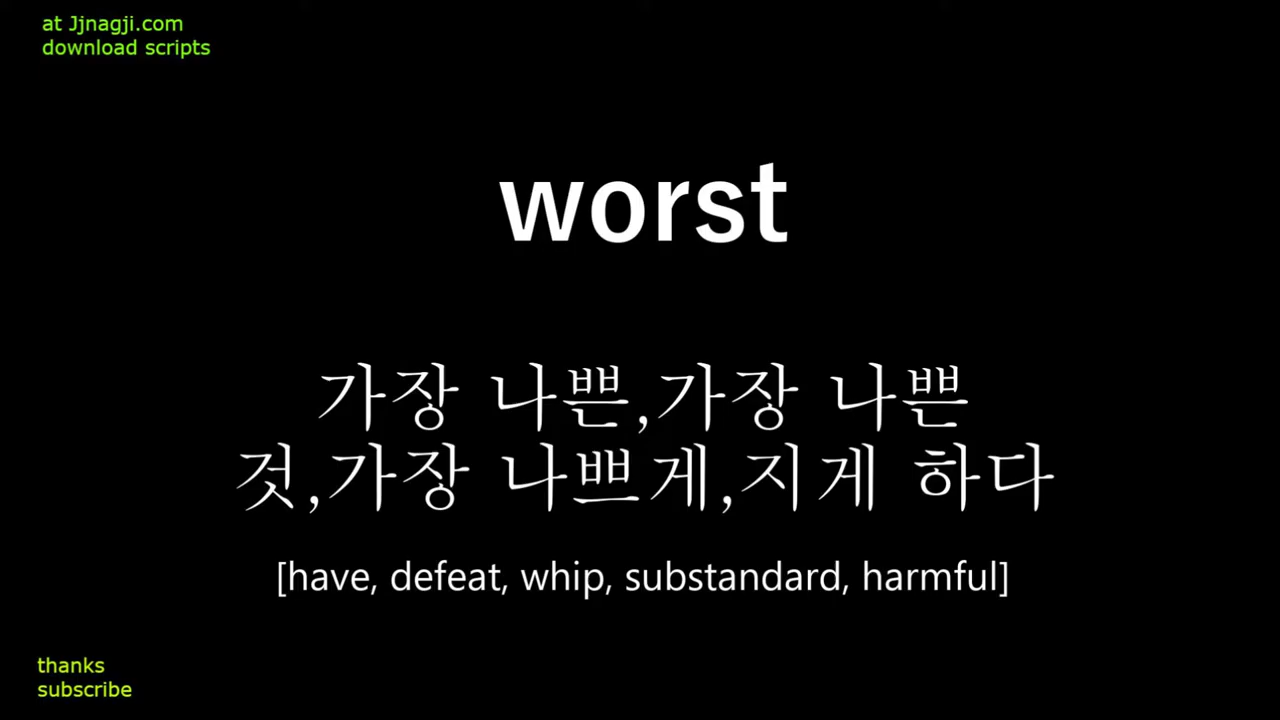 at Jjnagji.com
download scripts
worst
가장 나쁜,가장 나쁜
것,가장 나쁘게,지게 하다
[have, defeat, whip, substandard, harmful]
thanks
subscribe